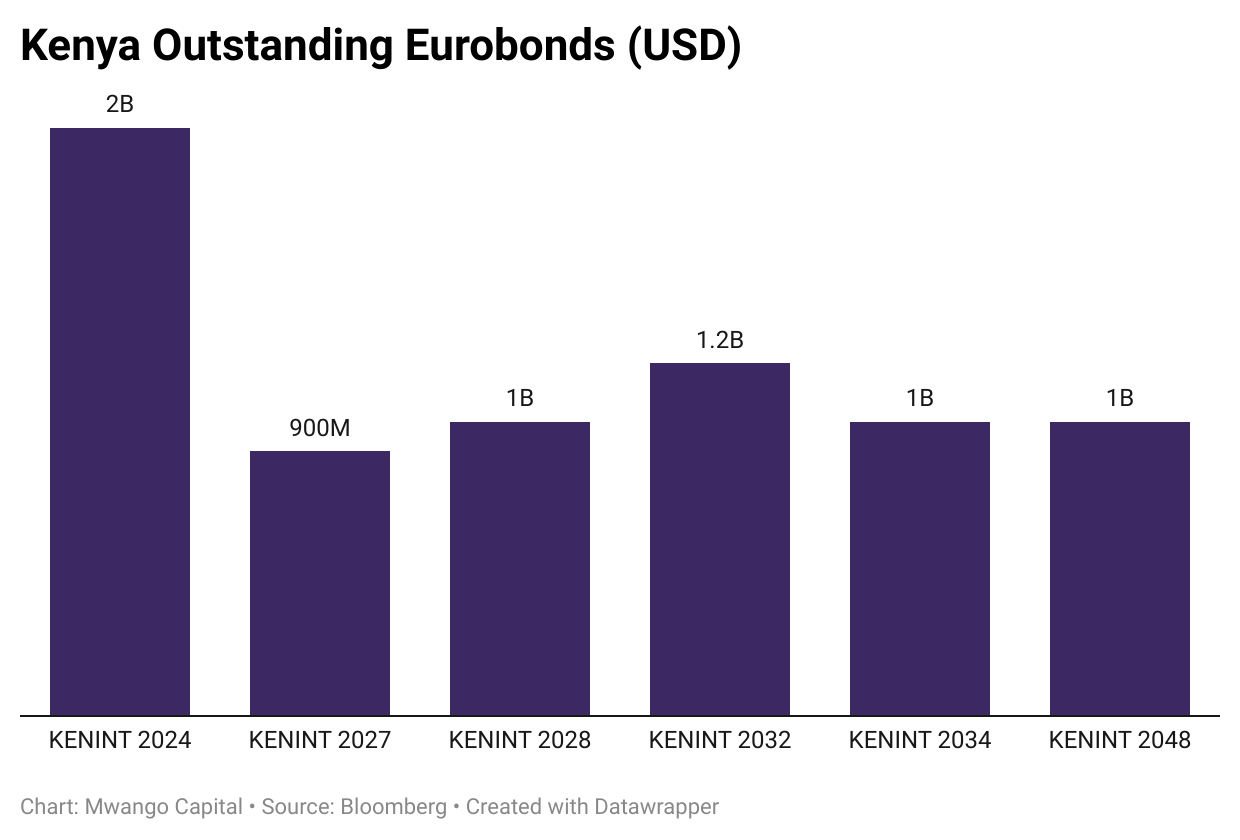 Kenya Outstanding Eurobonds (USD)
2B
900M
1B
1.2B
1B
1B
KENINT 2024 KENINT 2027 KENINT 2028 KENINT 2032 KENINT 2034 KENINT 2048
Chart: Mwango Capital • Source: Bloomberg • Created with Datawrapper